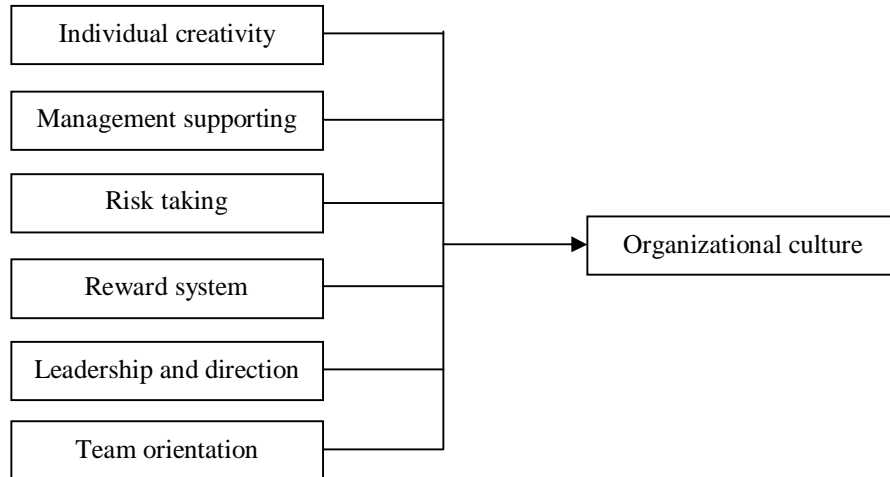 Individual creativity
Management supporting
Risk taking
Organizational culture
Reward system
Leadership and direction
Team orientation